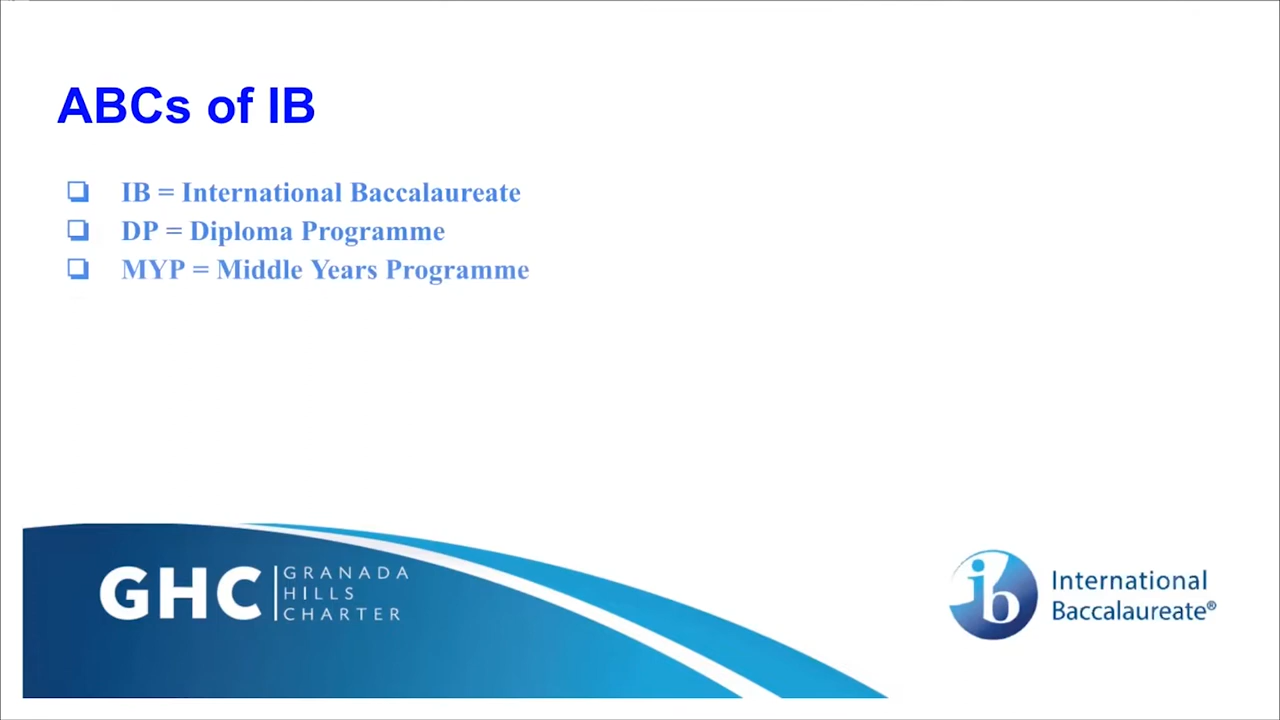 ABCs of IB
❏ IB = International Baccalaureate
❏ DP = Diploma Programme
❏ MYP = Middle Years Programme
GHC
GRANADA
HILLS
CHARTER
ib
International
Baccalaureate®